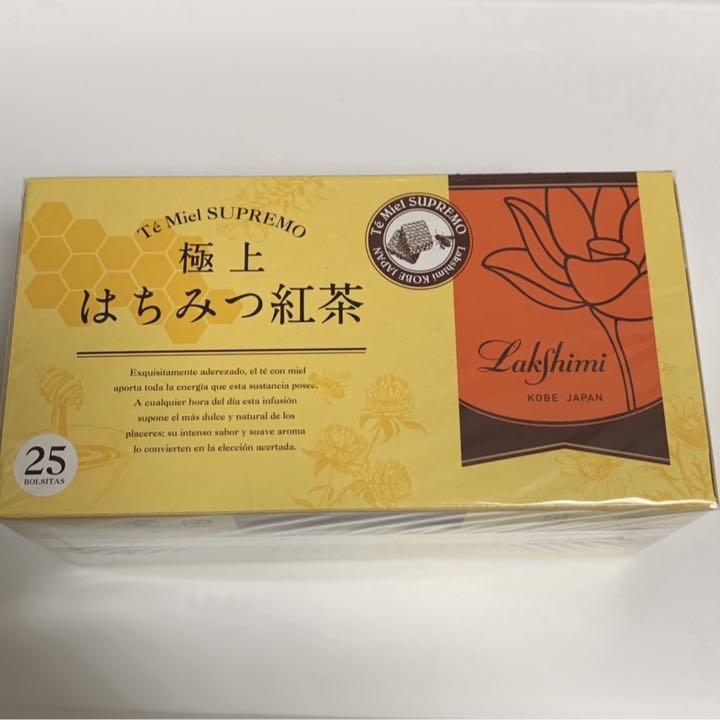 Té Miel SUPREMO
極上
はちみつ紅茶
Exquisitamente aderezado, el té con miel
aporta toda la energía que esta sustancia posee.
A cualquier hora del día esta infusión
supone el más dulce y natural de los
placeres; su intenso sabor y suave aroma
lo convierten en la elección acertada.
25
BOLSITAS
Té Miel SUPREMO
Lakshimi KOBE JAPAN
Lakshimi
KOBE JAPAN